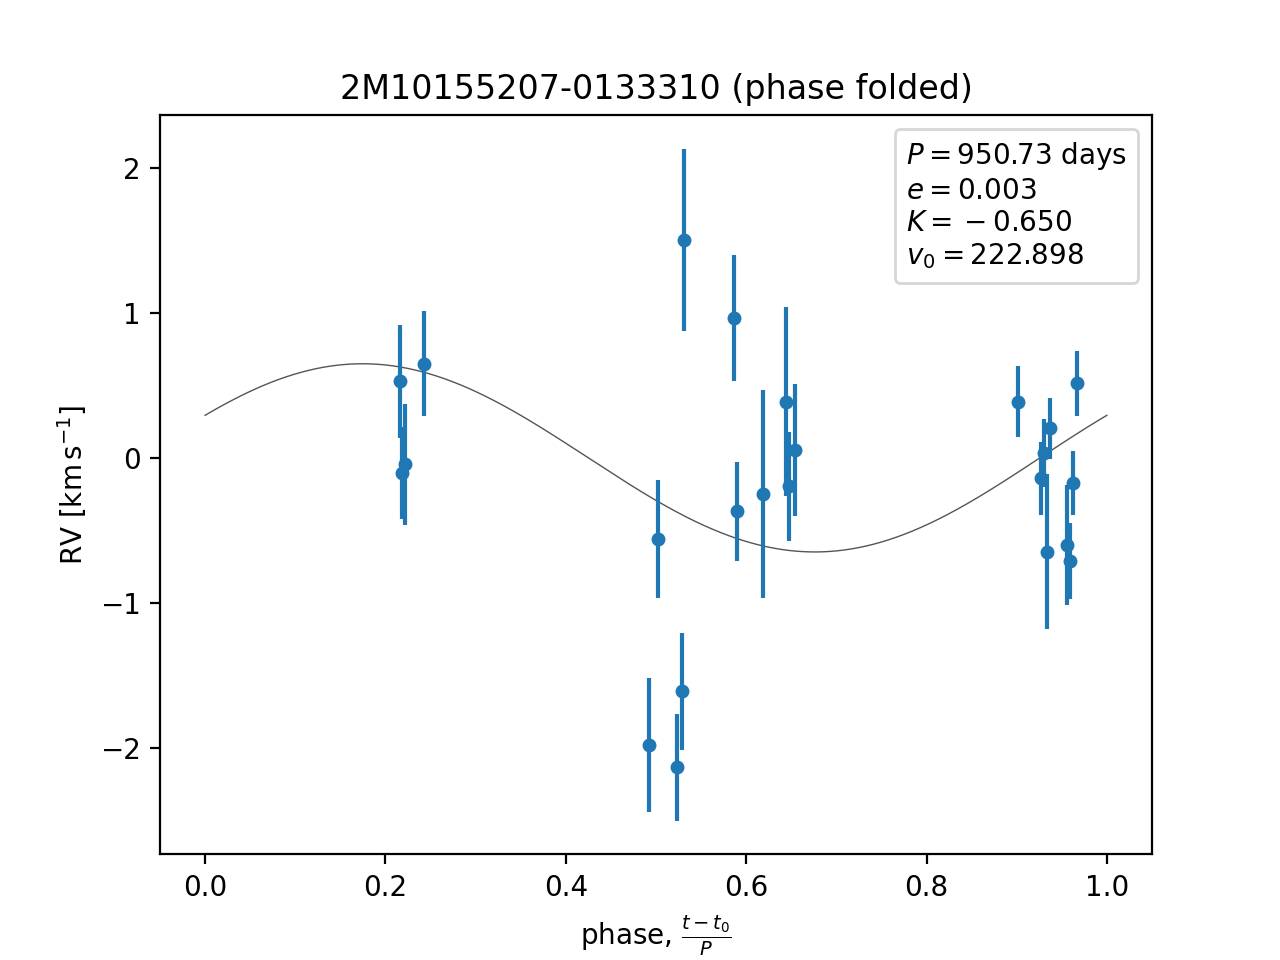 2M10155207-0133310 (phase folded)
P = 950.73 days
e = 0.003
K = −0.650
v₀ = 222.898
2
1
0
−1
−2
RV [km s⁻¹]
0.0 0.2 0.4 0.6 0.8 1.0
phase, (t − t₀)/P